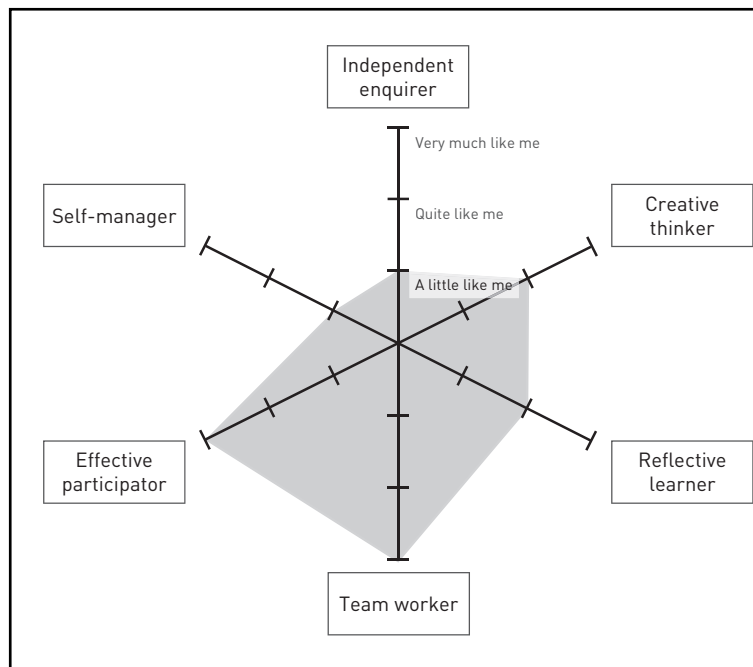 Independent
enquirer
Very much like me
Self-manager
Quite like me
Creative
thinker
A little like me
Effective
participator
Reflective
learner
Team worker